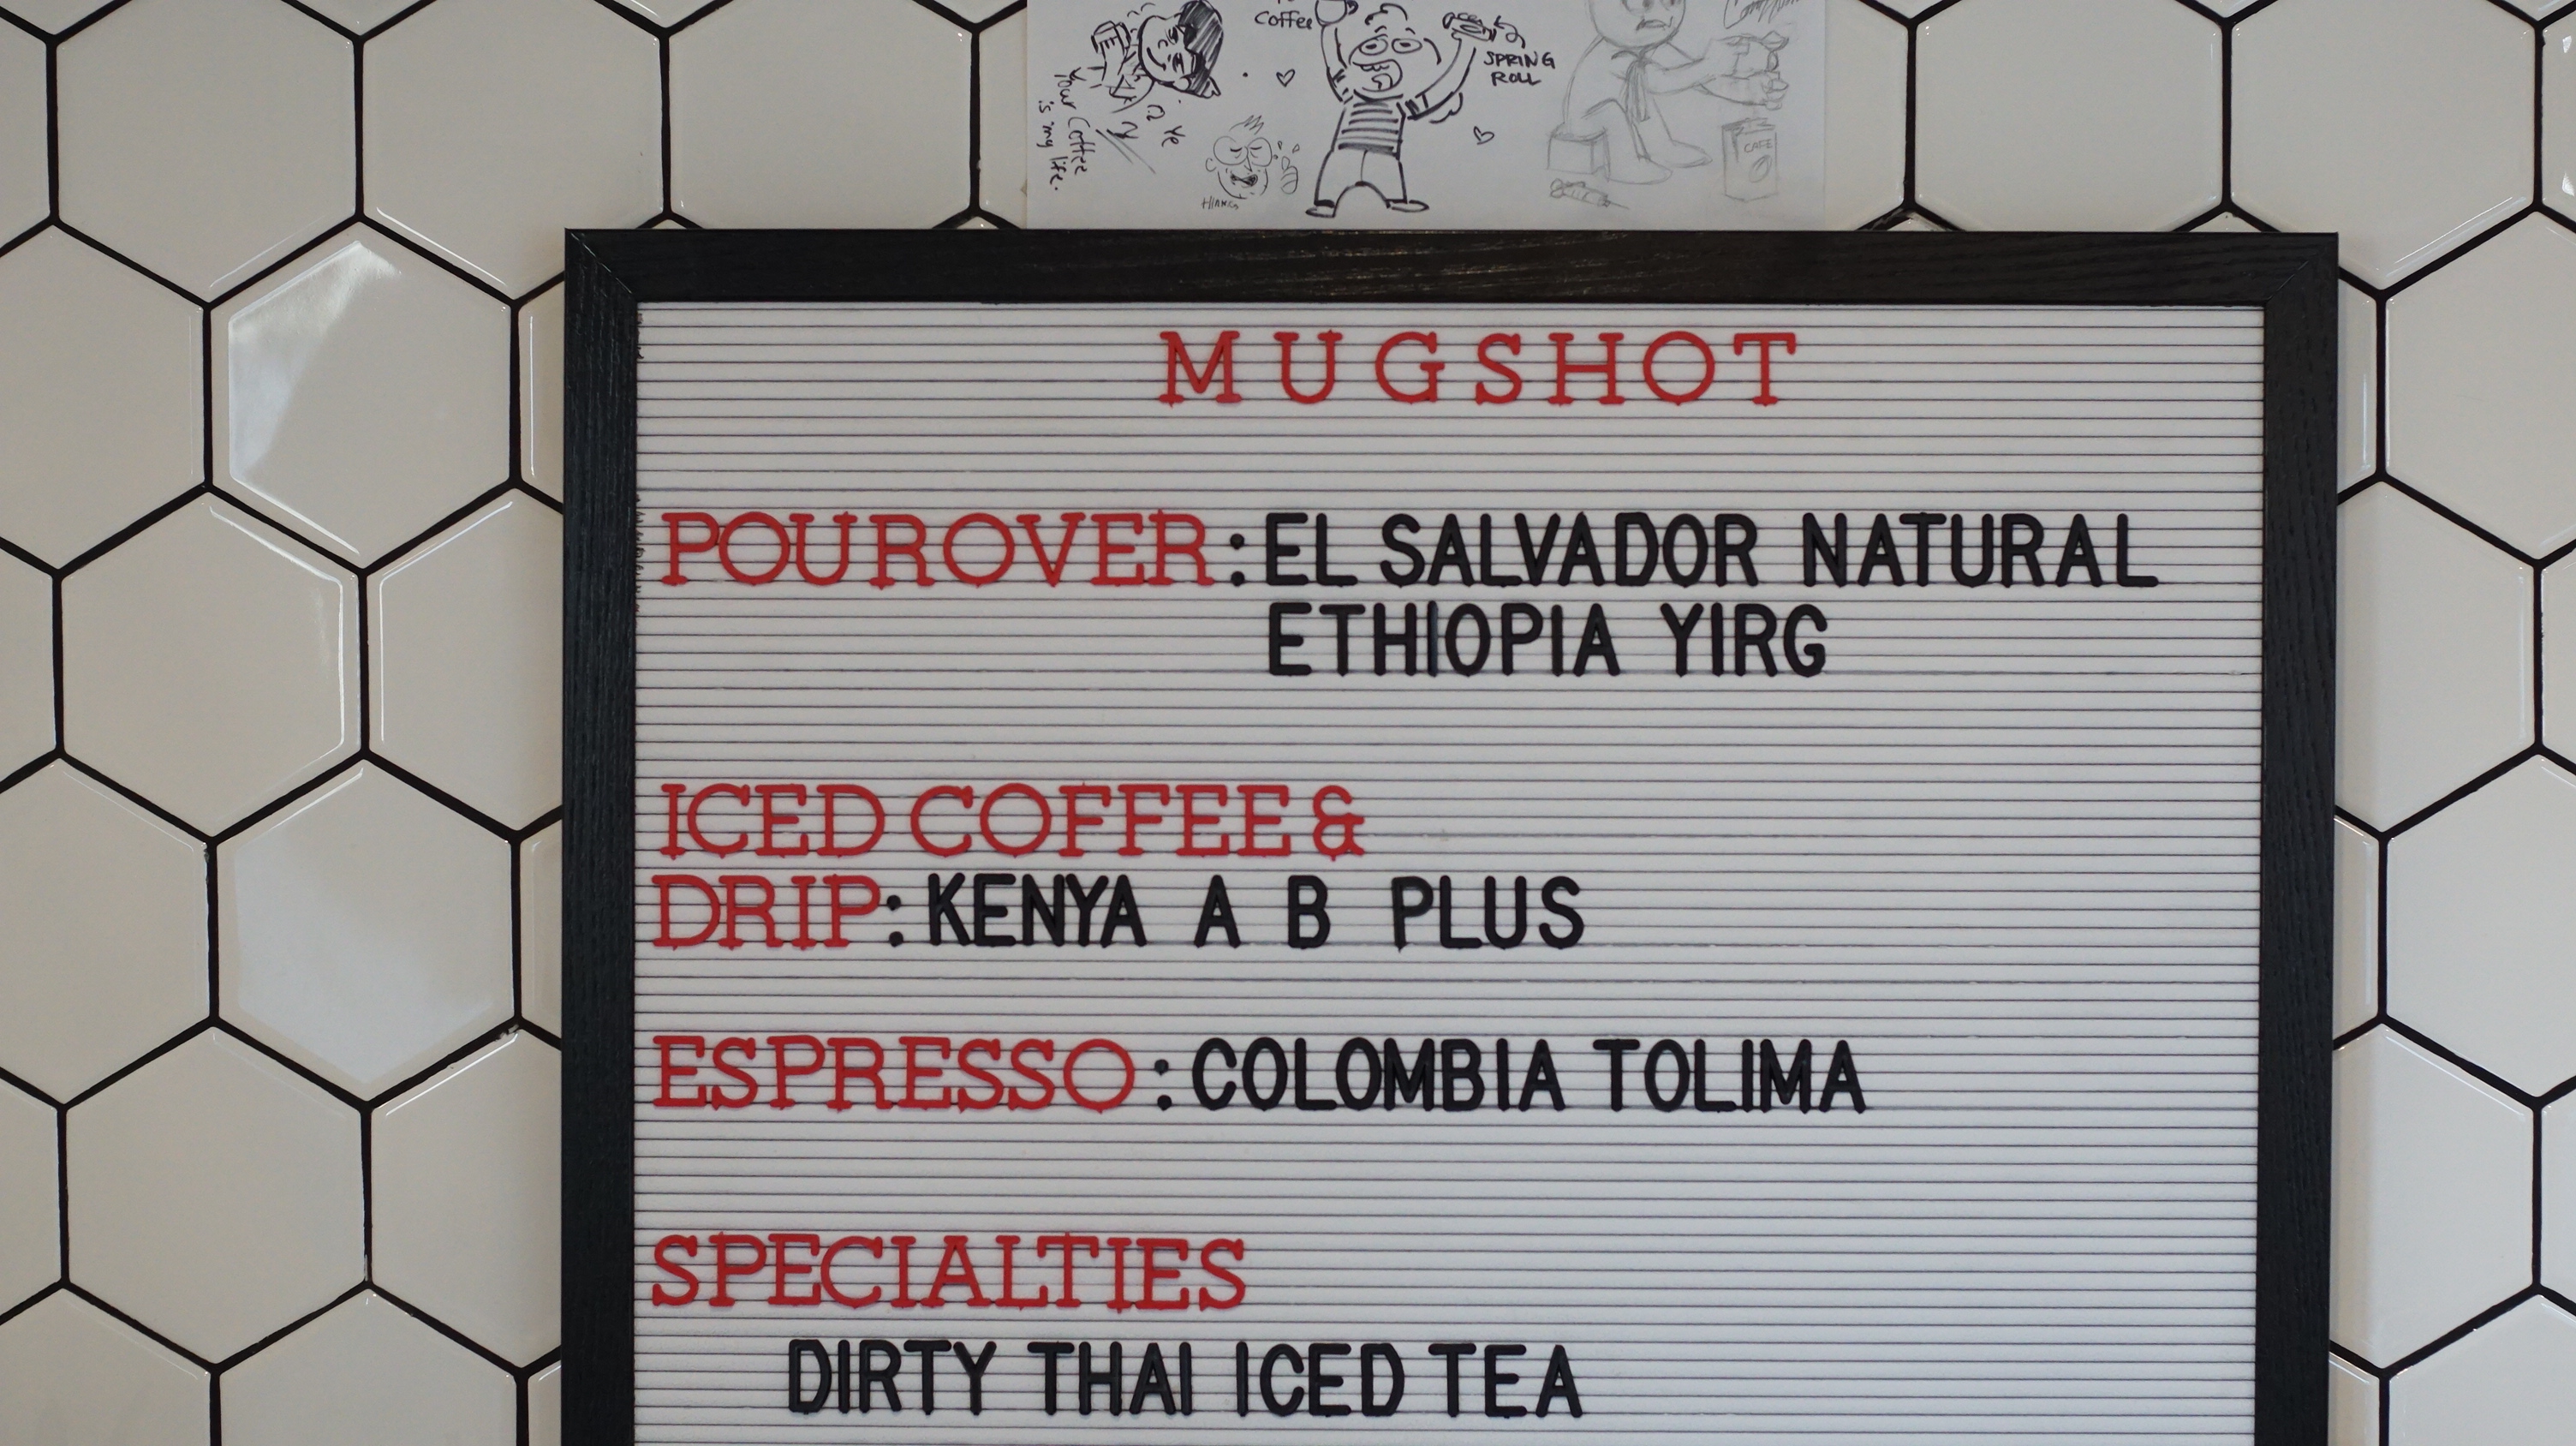 Coffee
SPRING
ROLL
Your Coffee
is my life.
CAFE
MUGSHOT
POUROVER: EL SALVADOR NATURAL
ETHIOPIA YIRG
ICED COFFEE &
DRIP: KENYA A B PLUS
ESPRESSO: COLOMBIA TOLIMA
SPECIALTIES
DIRTY THAI ICED TEA